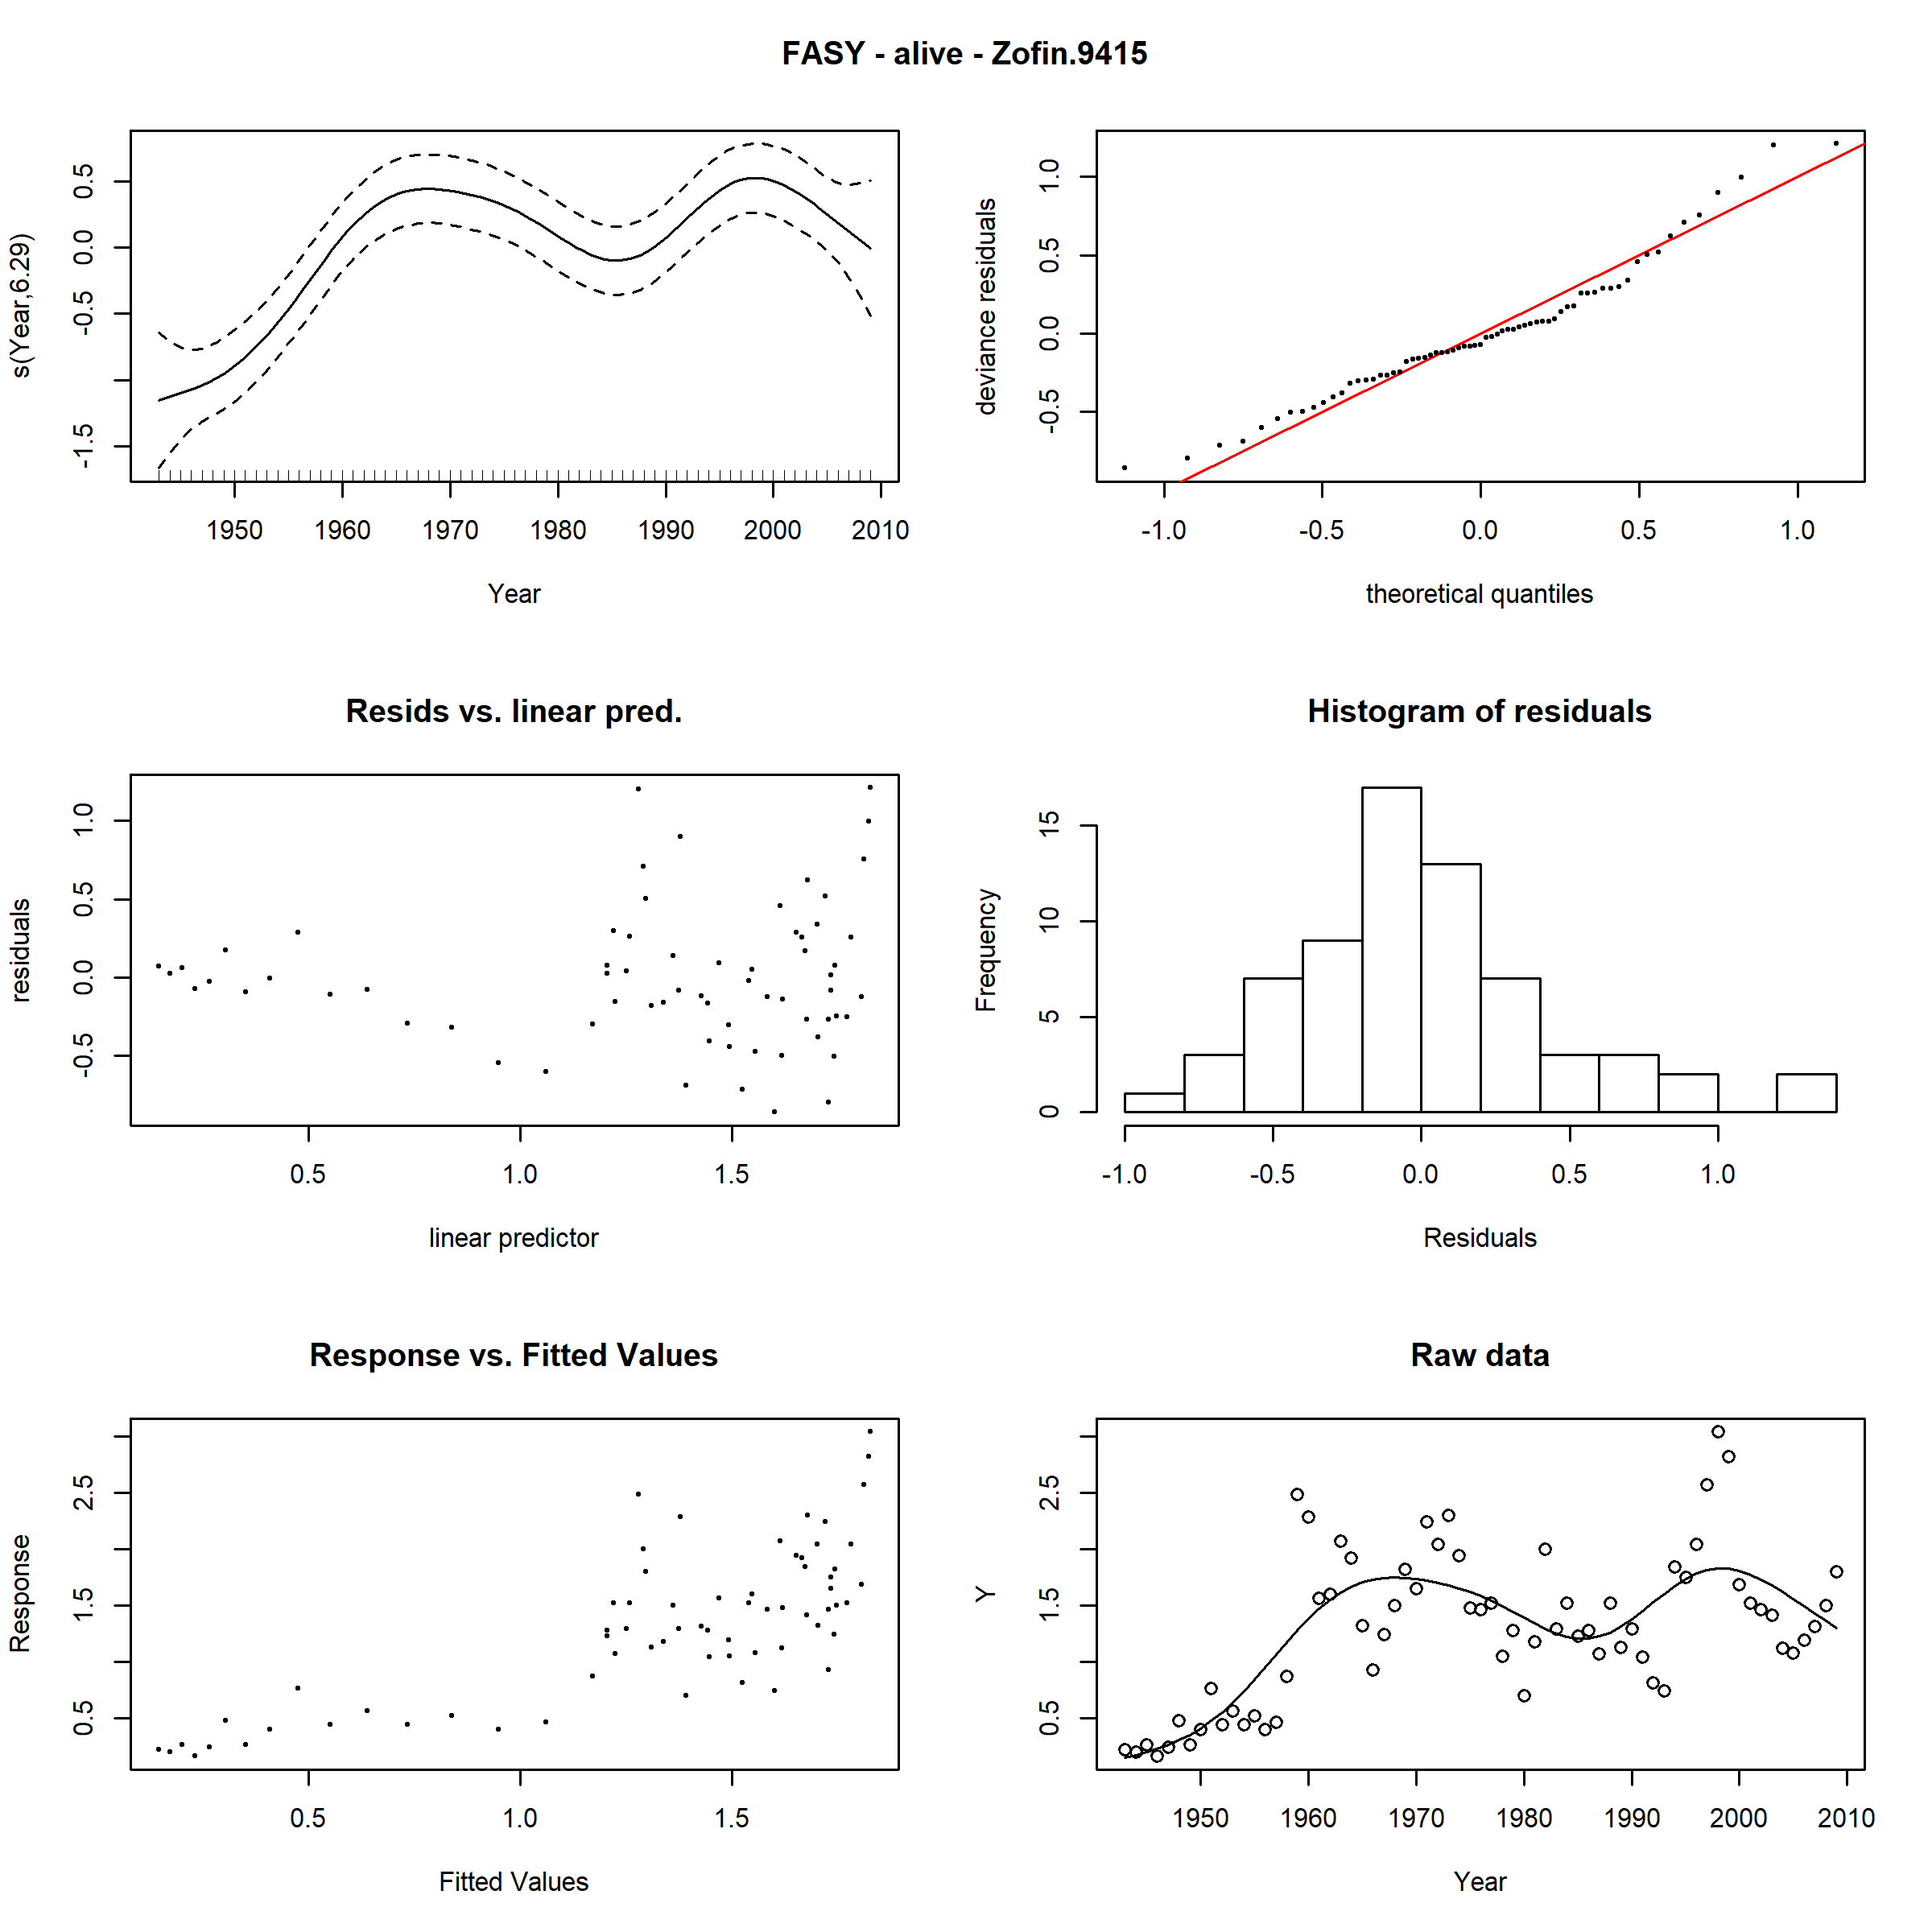 FASY - alive - Zofin.9415
s(Year,6.29)
0.5
0.0
-0.5
-1.5
1950 1960 1970 1980 1990 2000 2010
Year
deviance residuals
1.0
0.5
0.0
-0.5
-1.0 -0.5 0.0 0.5 1.0
theoretical quantiles
Resids vs. linear pred.
residuals
1.0
0.5
0.0
-0.5
0.5 1.0 1.5
linear predictor
Histogram of residuals
Frequency
15
10
5
0
-1.0 -0.5 0.0 0.5 1.0
Residuals
Response vs. Fitted Values
Response
2.5
1.5
0.5
0.5 1.0 1.5
Fitted Values
Raw data
Y
2.5
1.5
0.5
1950 1960 1970 1980 1990 2000 2010
Year